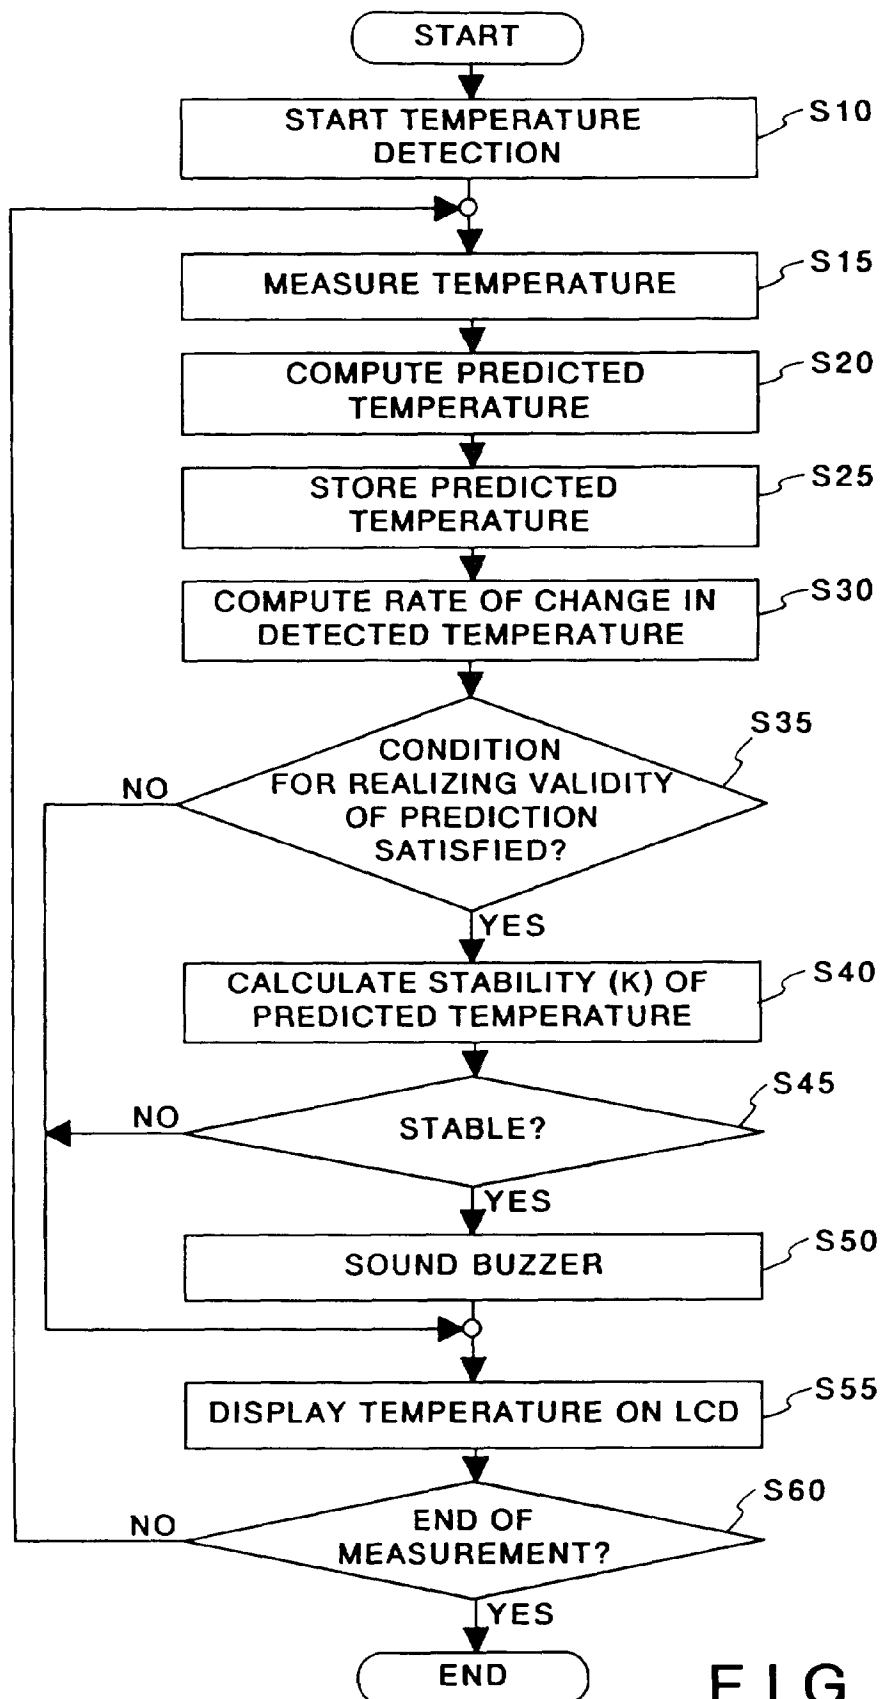 START
START TEMPERATURE
DETECTION
S10
MEASURE TEMPERATURE
S15
COMPUTE PREDICTED
TEMPERATURE
S20
STORE PREDICTED
TEMPERATURE
S25
COMPUTE RATE OF CHANGE IN
DETECTED TEMPERATURE
S30
CONDITION
FOR REALIZING VALIDITY
OF PREDICTION
SATISFIED?
S35
NO
YES
CALCULATE STABILITY (K) OF
PREDICTED TEMPERATURE
S40
STABLE?
S45
NO
YES
SOUND BUZZER
S50
DISPLAY TEMPERATURE ON LCD
S55
END OF
MEASUREMENT?
S60
NO
YES
END
FIG